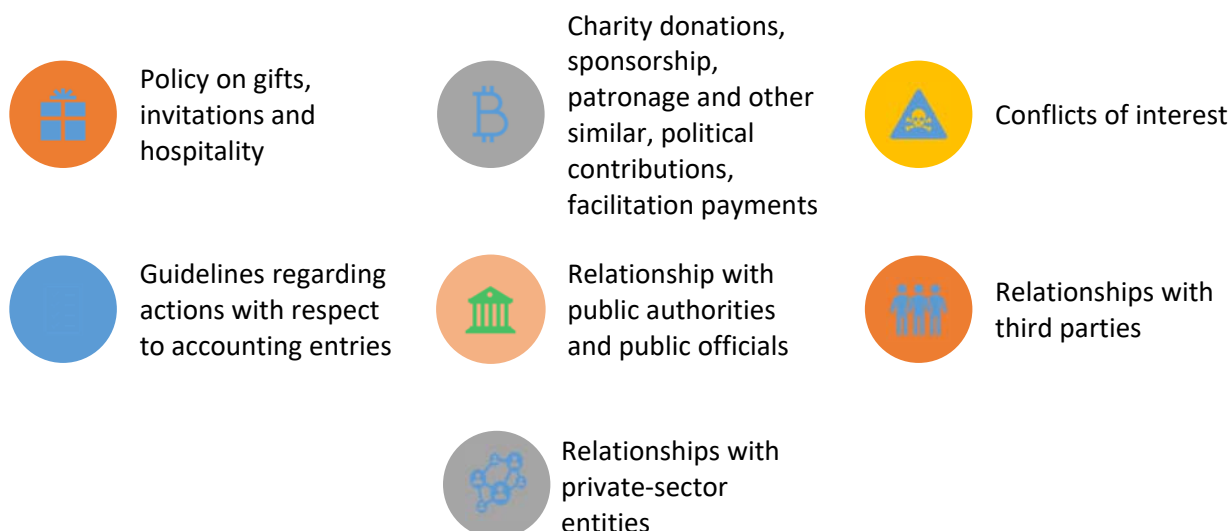 Policy on gifts,
invitations and
hospitality
Charity donations,
sponsorship,
patronage and other
similar, political
contributions,
facilitation payments
Conflicts of interest
Guidelines regarding
actions with respect
to accounting entries
Relationship with
public authorities
and public officials
Relationships with
third parties
Relationships with
private-sector
entities